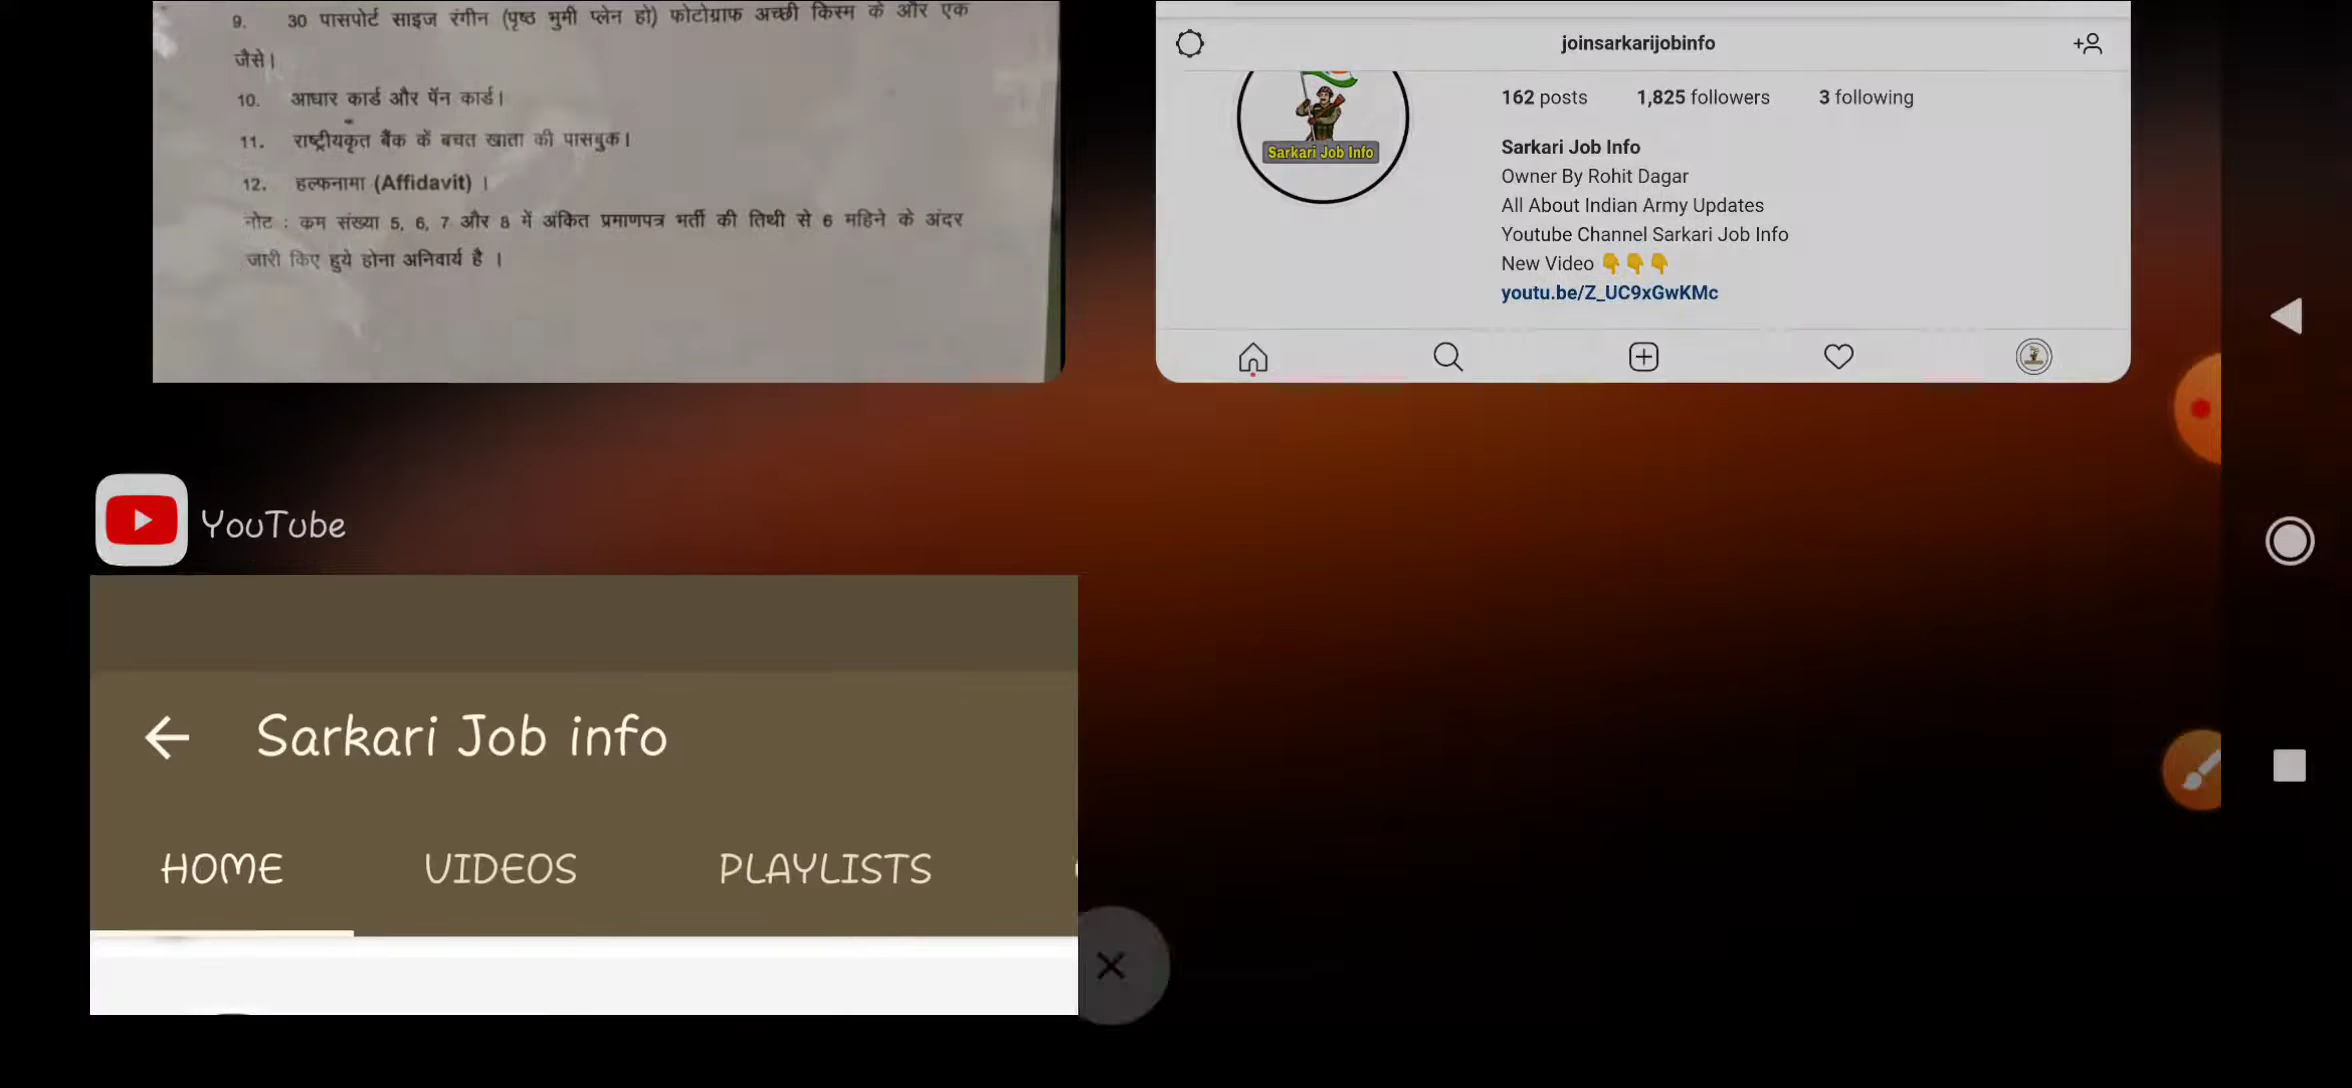 9. 30 पासपोर्ट साइज रंगीन (पृष्ठ भुमी प्लेन हो) फोटोग्राफ अच्छी किस्म के और एक
जैसे।
10. आधार कार्ड और पॅन कार्ड।
11. राष्ट्रीयकृत बैंक कें बचत खाता की पासबुक।
12. हल्फनामा (Affidavit) ।
नोट : कम संख्या 5, 6, 7 और 8 में अंकित प्रमाणपत्र भर्ती की तिथी से 6 महिने के अंदर
जारी किए हुये होना अनिवार्य है ।
joinsarkarijobinfo
162 posts 1,825 followers 3 following
Sarkari Job Info
Sarkari Job Info
Owner By Rohit Dagar
All About Indian Army Updates
Youtube Channel Sarkari Job Info
New Video 👇👇👇
youtu.be/Z_UC9xGwKMc
YouTube
Sarkari Job info
HOME VIDEOS PLAYLISTS